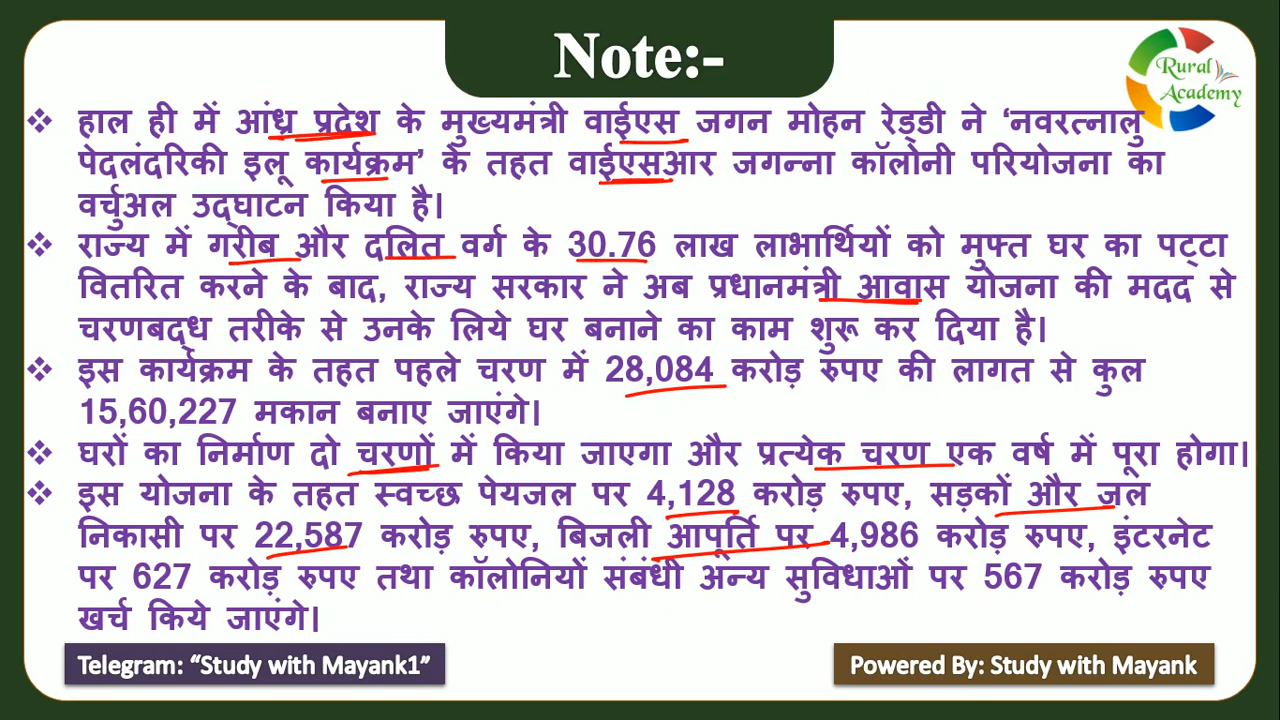 Note:-
Rural
Academy
❖ हाल ही में आंध्र प्रदेश के मुख्यमंत्री वाईएस जगन मोहन रेड्डी ने ‘नवरत्नालु
पेदलंदरिकी इलू कार्यक्रम’ के तहत वाईएसआर जगन्ना कॉलोनी परियोजना का
वर्चुअल उद्घाटन किया है।
❖ राज्य में गरीब और दलित वर्ग के 30.76 लाख लाभार्थियों को मुफ्त घर का पट्टा
वितरित करने के बाद, राज्य सरकार ने अब प्रधानमंत्री आवास योजना की मदद से
चरणबद्ध तरीके से उनके लिये घर बनाने का काम शुरू कर दिया है।
❖ इस कार्यक्रम के तहत पहले चरण में 28,084 करोड़ रुपए की लागत से कुल
15,60,227 मकान बनाए जाएंगे।
❖ घरों का निर्माण दो चरणों में किया जाएगा और प्रत्येक चरण एक वर्ष में पूरा होगा।
❖ इस योजना के तहत स्वच्छ पेयजल पर 4,128 करोड़ रुपए, सड़कों और जल
निकासी पर 22,587 करोड़ रुपए, बिजली आपूर्ति पर 4,986 करोड़ रुपए, इंटरनेट
पर 627 करोड़ रुपए तथा कॉलोनियों संबंधी अन्य सुविधाओं पर 567 करोड़ रुपए
खर्च किये जाएंगे।
Telegram: “Study with Mayank1”
Powered By: Study with Mayank